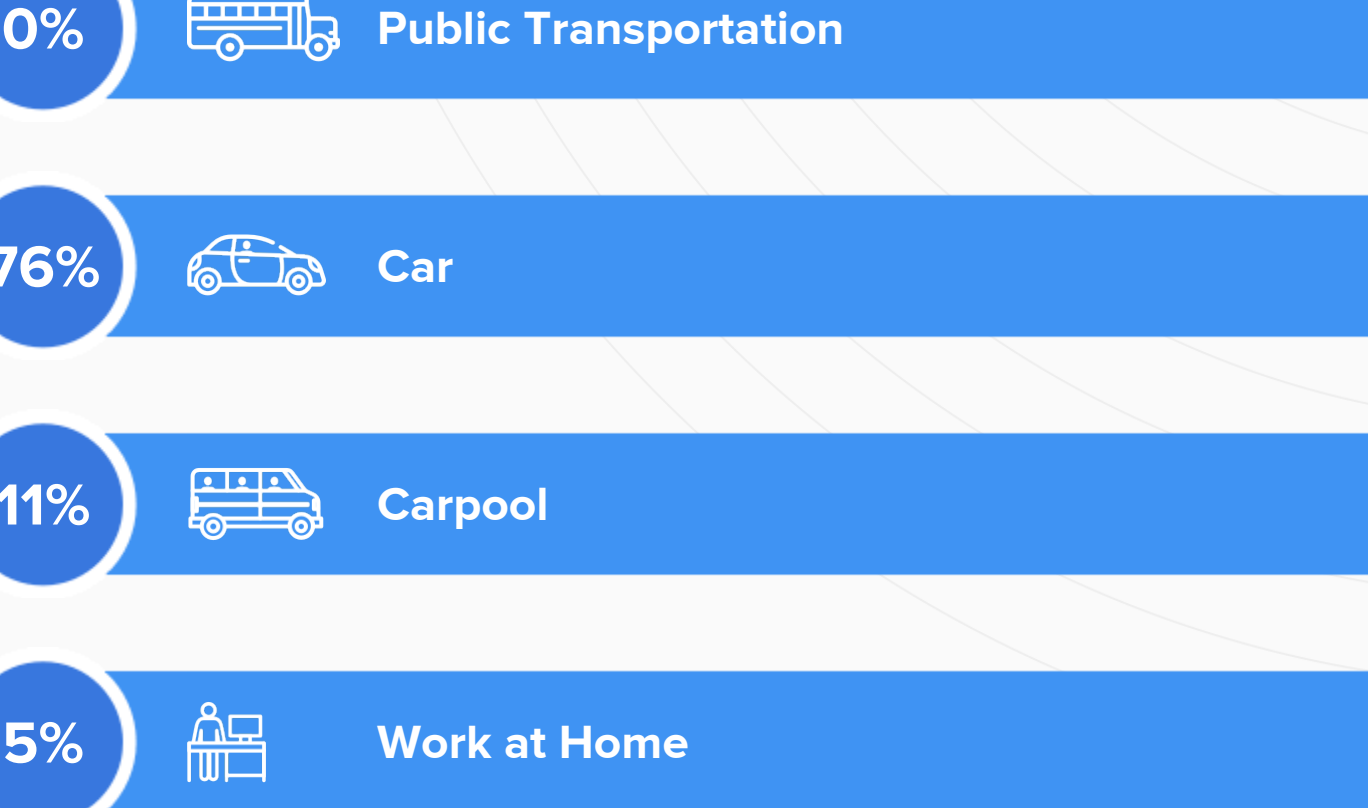 0%
Public Transportation
76%
Car
11%
Carpool
5%
Work at Home